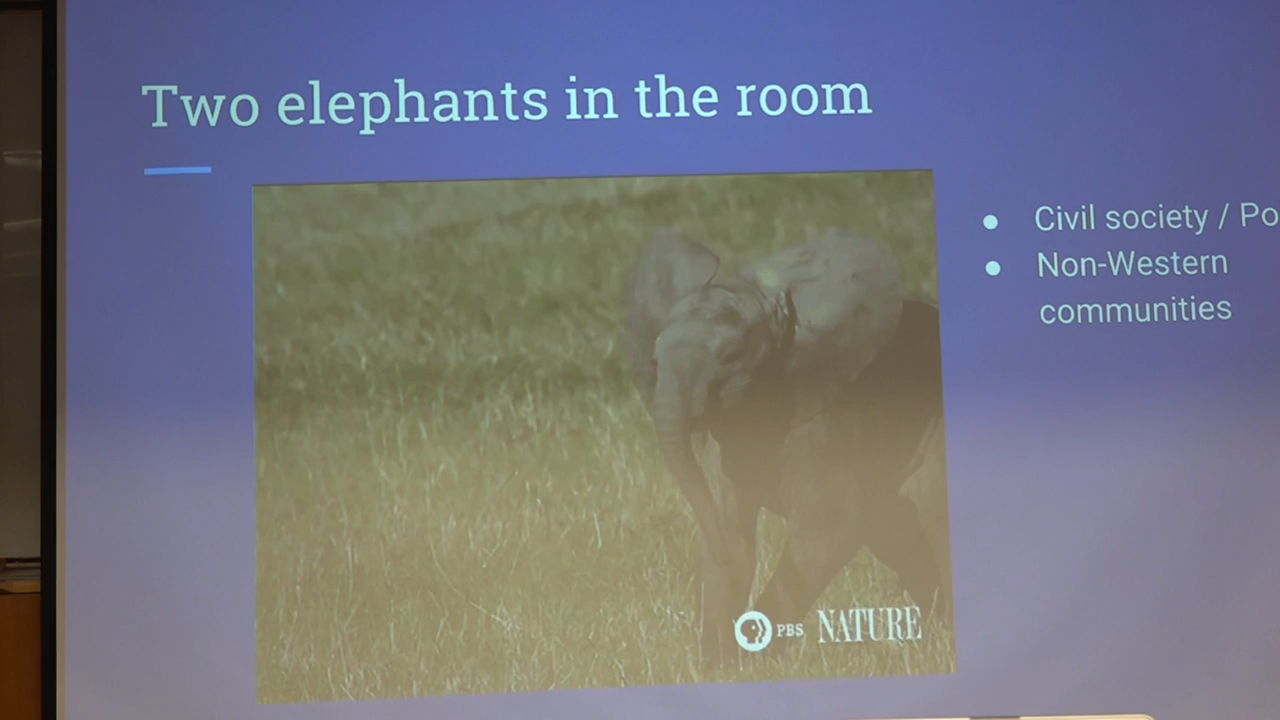 Two elephants in the room
● Civil society /
● Non-Western
communities
PBS NATURE